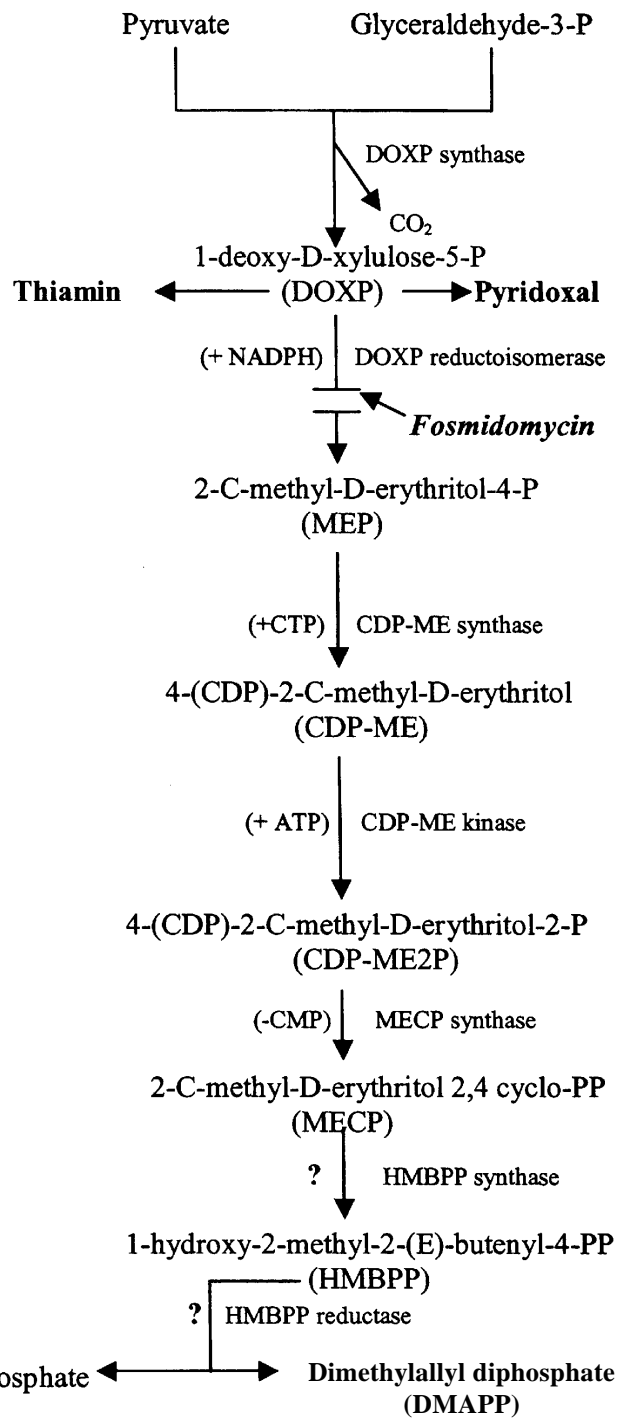 Pyruvate Glyceraldehyde-3-P
DOXP synthase
CO₂
1-deoxy-D-xylulose-5-P
Thiamin (DOXP) Pyridoxal
(+ NADPH) DOXP reductoisomerase
Fosmidomycin
2-C-methyl-D-erythritol-4-P
(MEP)
(+CTP) CDP-ME synthase
4-(CDP)-2-C-methyl-D-erythritol
(CDP-ME)
(+ ATP) CDP-ME kinase
4-(CDP)-2-C-methyl-D-erythritol-2-P
(CDP-ME2P)
(-CMP) MECP synthase
2-C-methyl-D-erythritol 2,4 cyclo-PP
(MECP)
? HMBPP synthase
1-hydroxy-2-methyl-2-(E)-butenyl-4-PP
(HMBPP)
? HMBPP reductase
osphate Dimethylallyl diphosphate
(DMAPP)